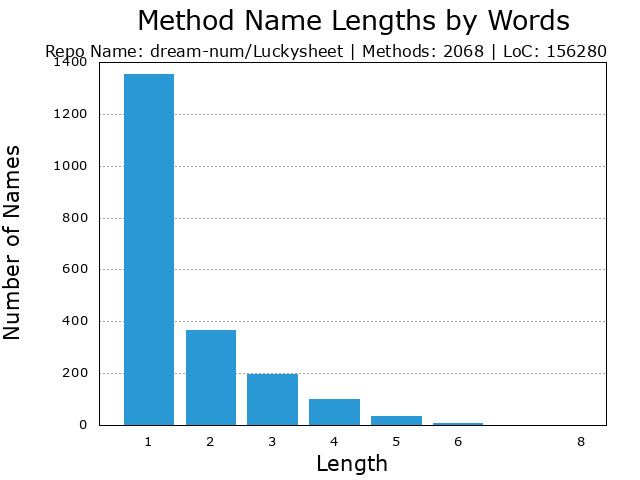 Method Name Lengths by Words
Repo Name: dream-num/Luckysheet | Methods: 2068 | LoC: 156280
1400
1200
1000
800
600
400
200
0
Number of Names
1 2 3 4 5 6 8
Length